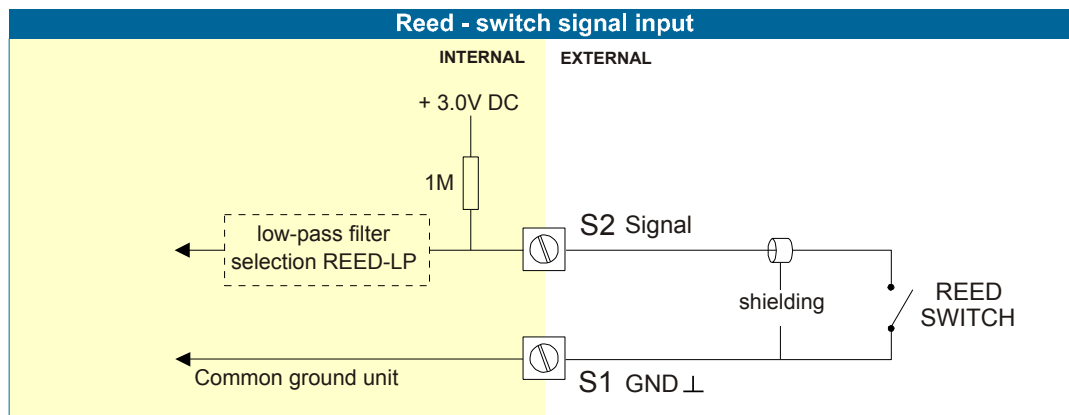 Reed - switch signal input
INTERNAL
EXTERNAL
+ 3.0V DC
1M
S2 Signal
low-pass filter
selection REED-LP
shielding
REED
SWITCH
Common ground unit
S1 GND